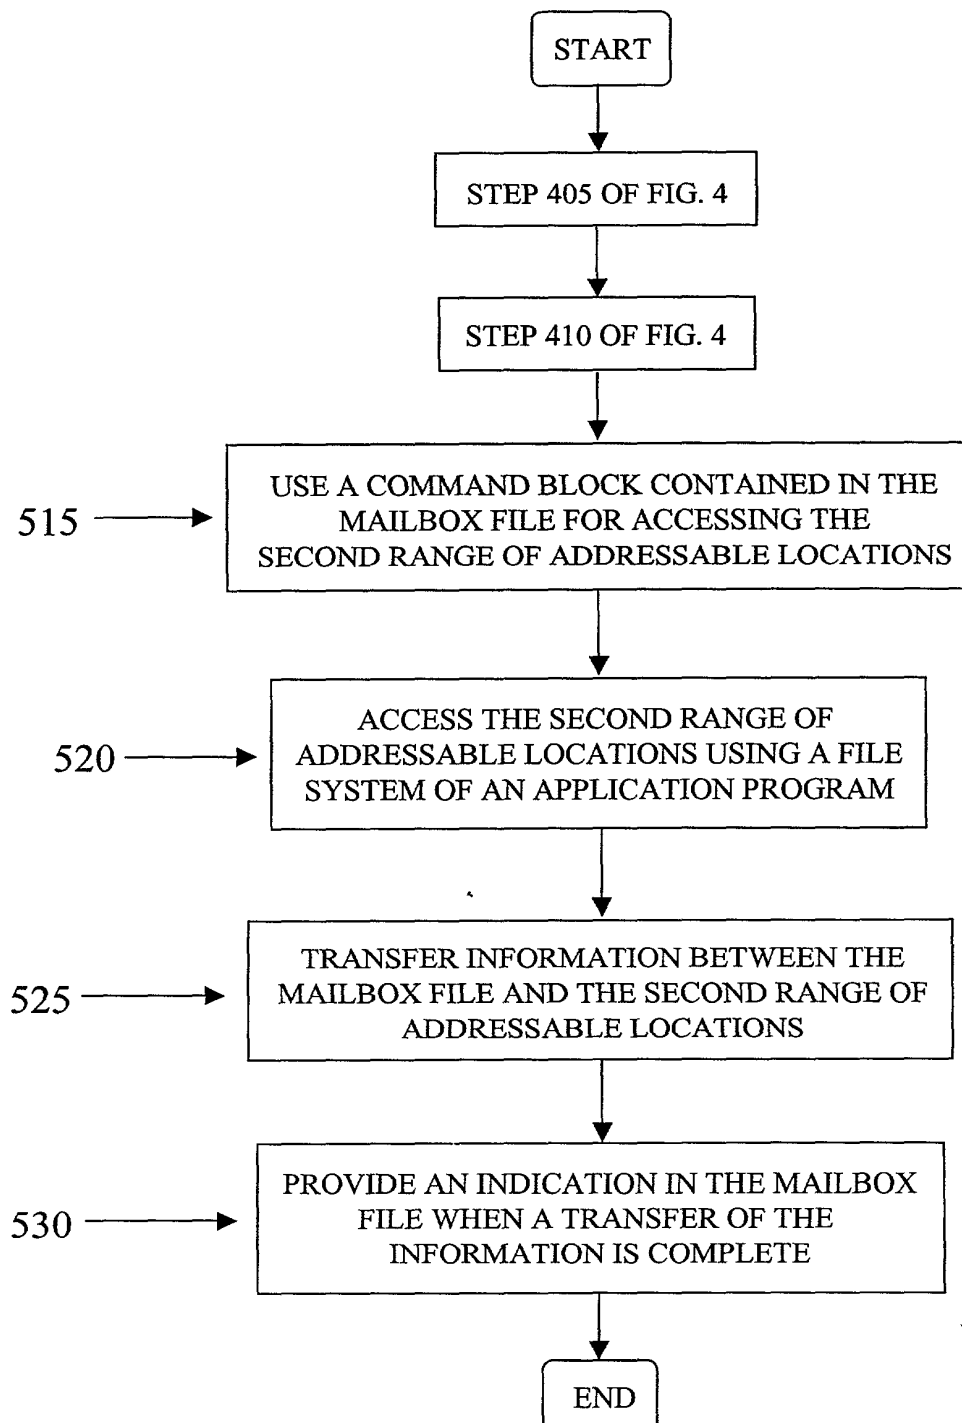 START
STEP 405 OF FIG. 4
STEP 410 OF FIG. 4
515
USE A COMMAND BLOCK CONTAINED IN THE
MAILBOX FILE FOR ACCESSING THE
SECOND RANGE OF ADDRESSABLE LOCATIONS
520
ACCESS THE SECOND RANGE OF
ADDRESSABLE LOCATIONS USING A FILE
SYSTEM OF AN APPLICATION PROGRAM
525
TRANSFER INFORMATION BETWEEN THE
MAILBOX FILE AND THE SECOND RANGE OF
ADDRESSABLE LOCATIONS
530
PROVIDE AN INDICATION IN THE MAILBOX
FILE WHEN A TRANSFER OF THE
INFORMATION IS COMPLETE
END